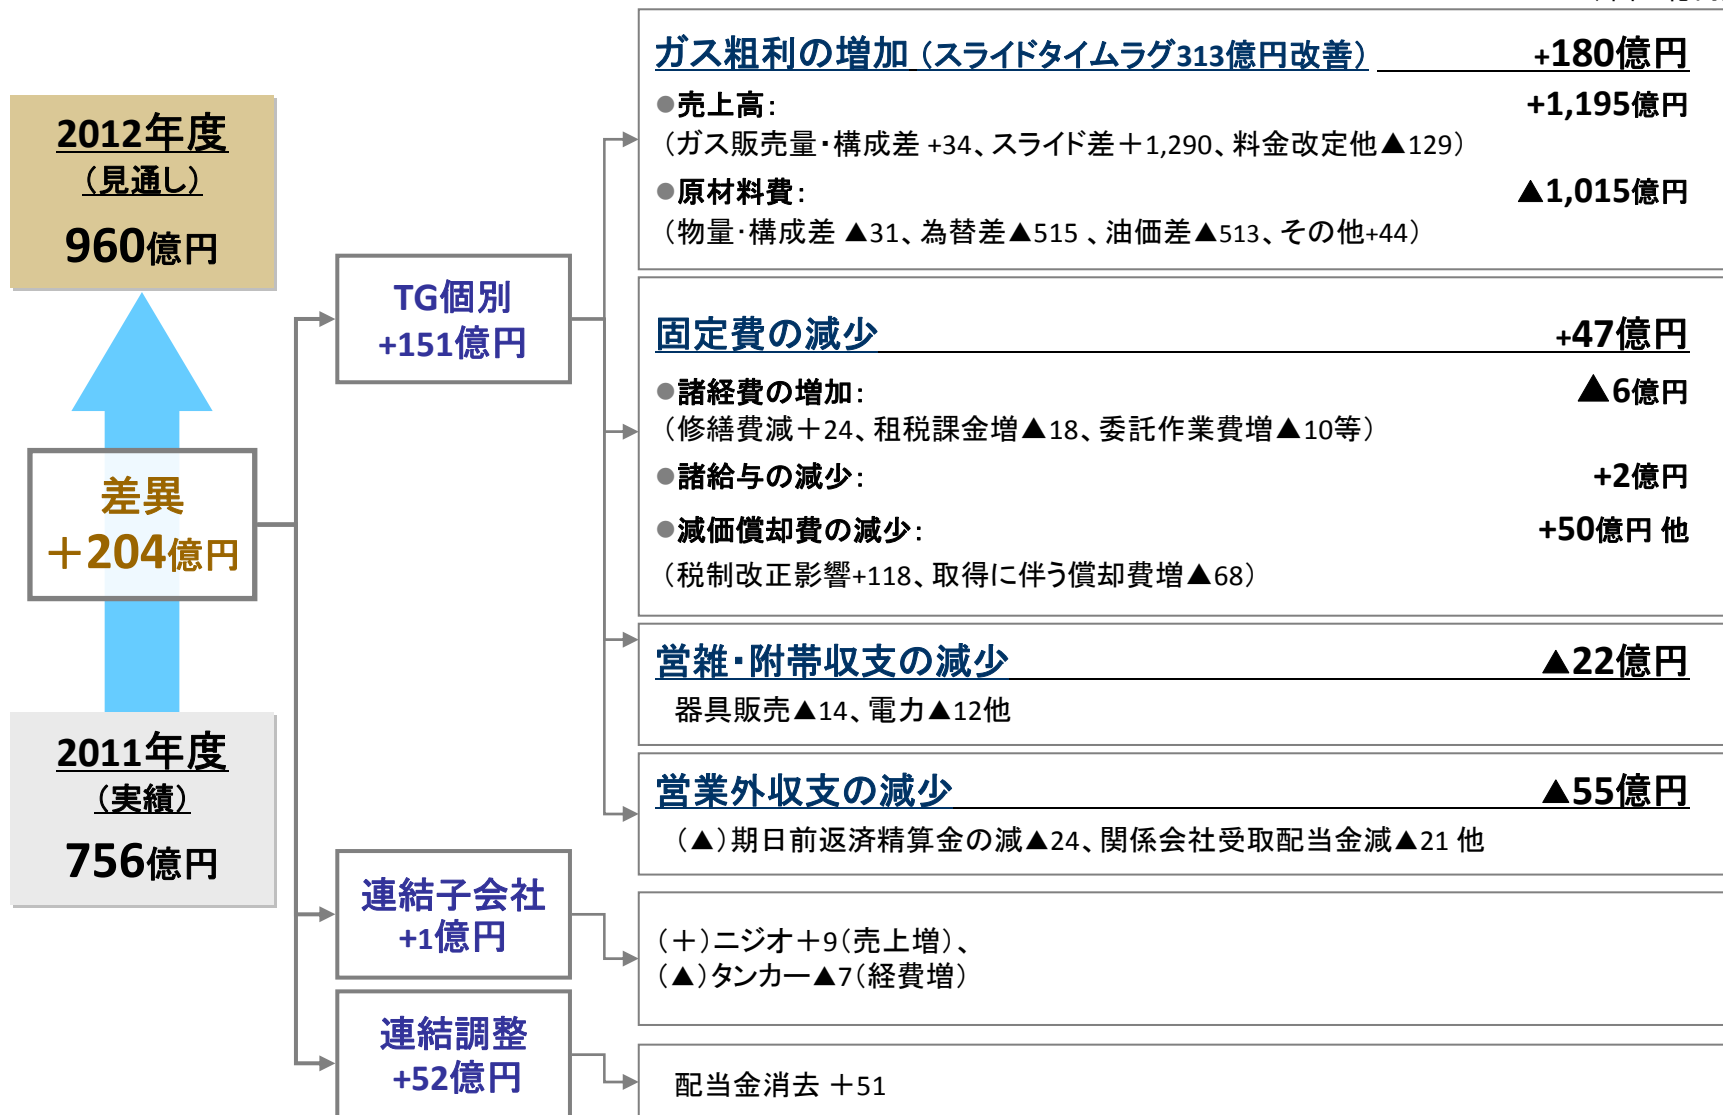 2012年度
（見通し）
960億円
差異
＋204億円
2011年度
（実績）
756億円
TG個別
+151億円
連結子会社
+1億円
連結調整
+52億円
ガス粗利の増加（スライドタイムラグ313億円改善） +180億円
●売上高： +1,195億円
（ガス販売量・構成差 +34、スライド差＋1,290、料金改定他▲129）
●原材料費： ▲1,015億円
（物量・構成差 ▲31、為替差▲515 、油価差▲513、その他+44）
固定費の減少 +47億円
●諸経費の増加： ▲6億円
（修繕費減＋24、租税課金増▲18、委託作業費増▲10等）
●諸給与の減少： +2億円
●減価償却費の減少： +50億円 他
（税制改正影響+118、取得に伴う償却費増▲68）
営雑・附帯収支の減少 ▲22億円
器具販売▲14、電力▲12他
営業外収支の減少 ▲55億円
（▲）期日前返済精算金の減▲24、関係会社受取配当金減▲21 他
（＋）ニジオ＋9（売上増）、
（▲）タンカー▲7（経費増）
配当金消去 ＋51